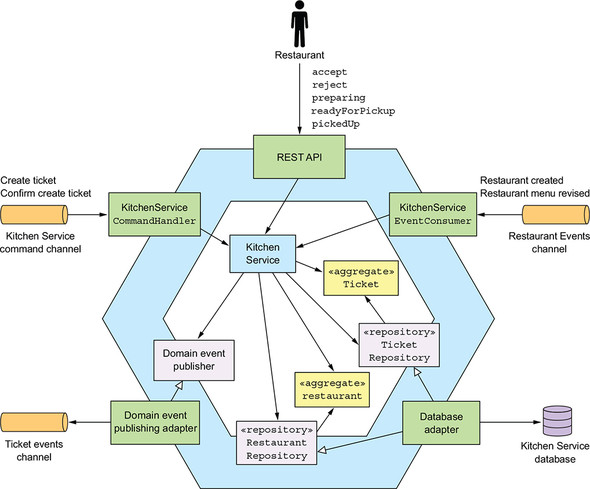 Restaurant
accept
reject
preparing
readyForPickup
pickedUp
REST API
Create ticket
Confirm create ticket
Kitchen Service
command channel
KitchenService
CommandHandler
KitchenService
EventConsumer
Restaurant created
Restaurant menu revised
Restaurant Events
channel
Kitchen
Service
«aggregate»
Ticket
«repository»
Ticket
Repository
Domain event
publisher
«aggregate»
restaurant
Domain event
publishing adapter
Ticket events
channel
«repository»
Restaurant
Repository
Database
adapter
Kitchen Service
database